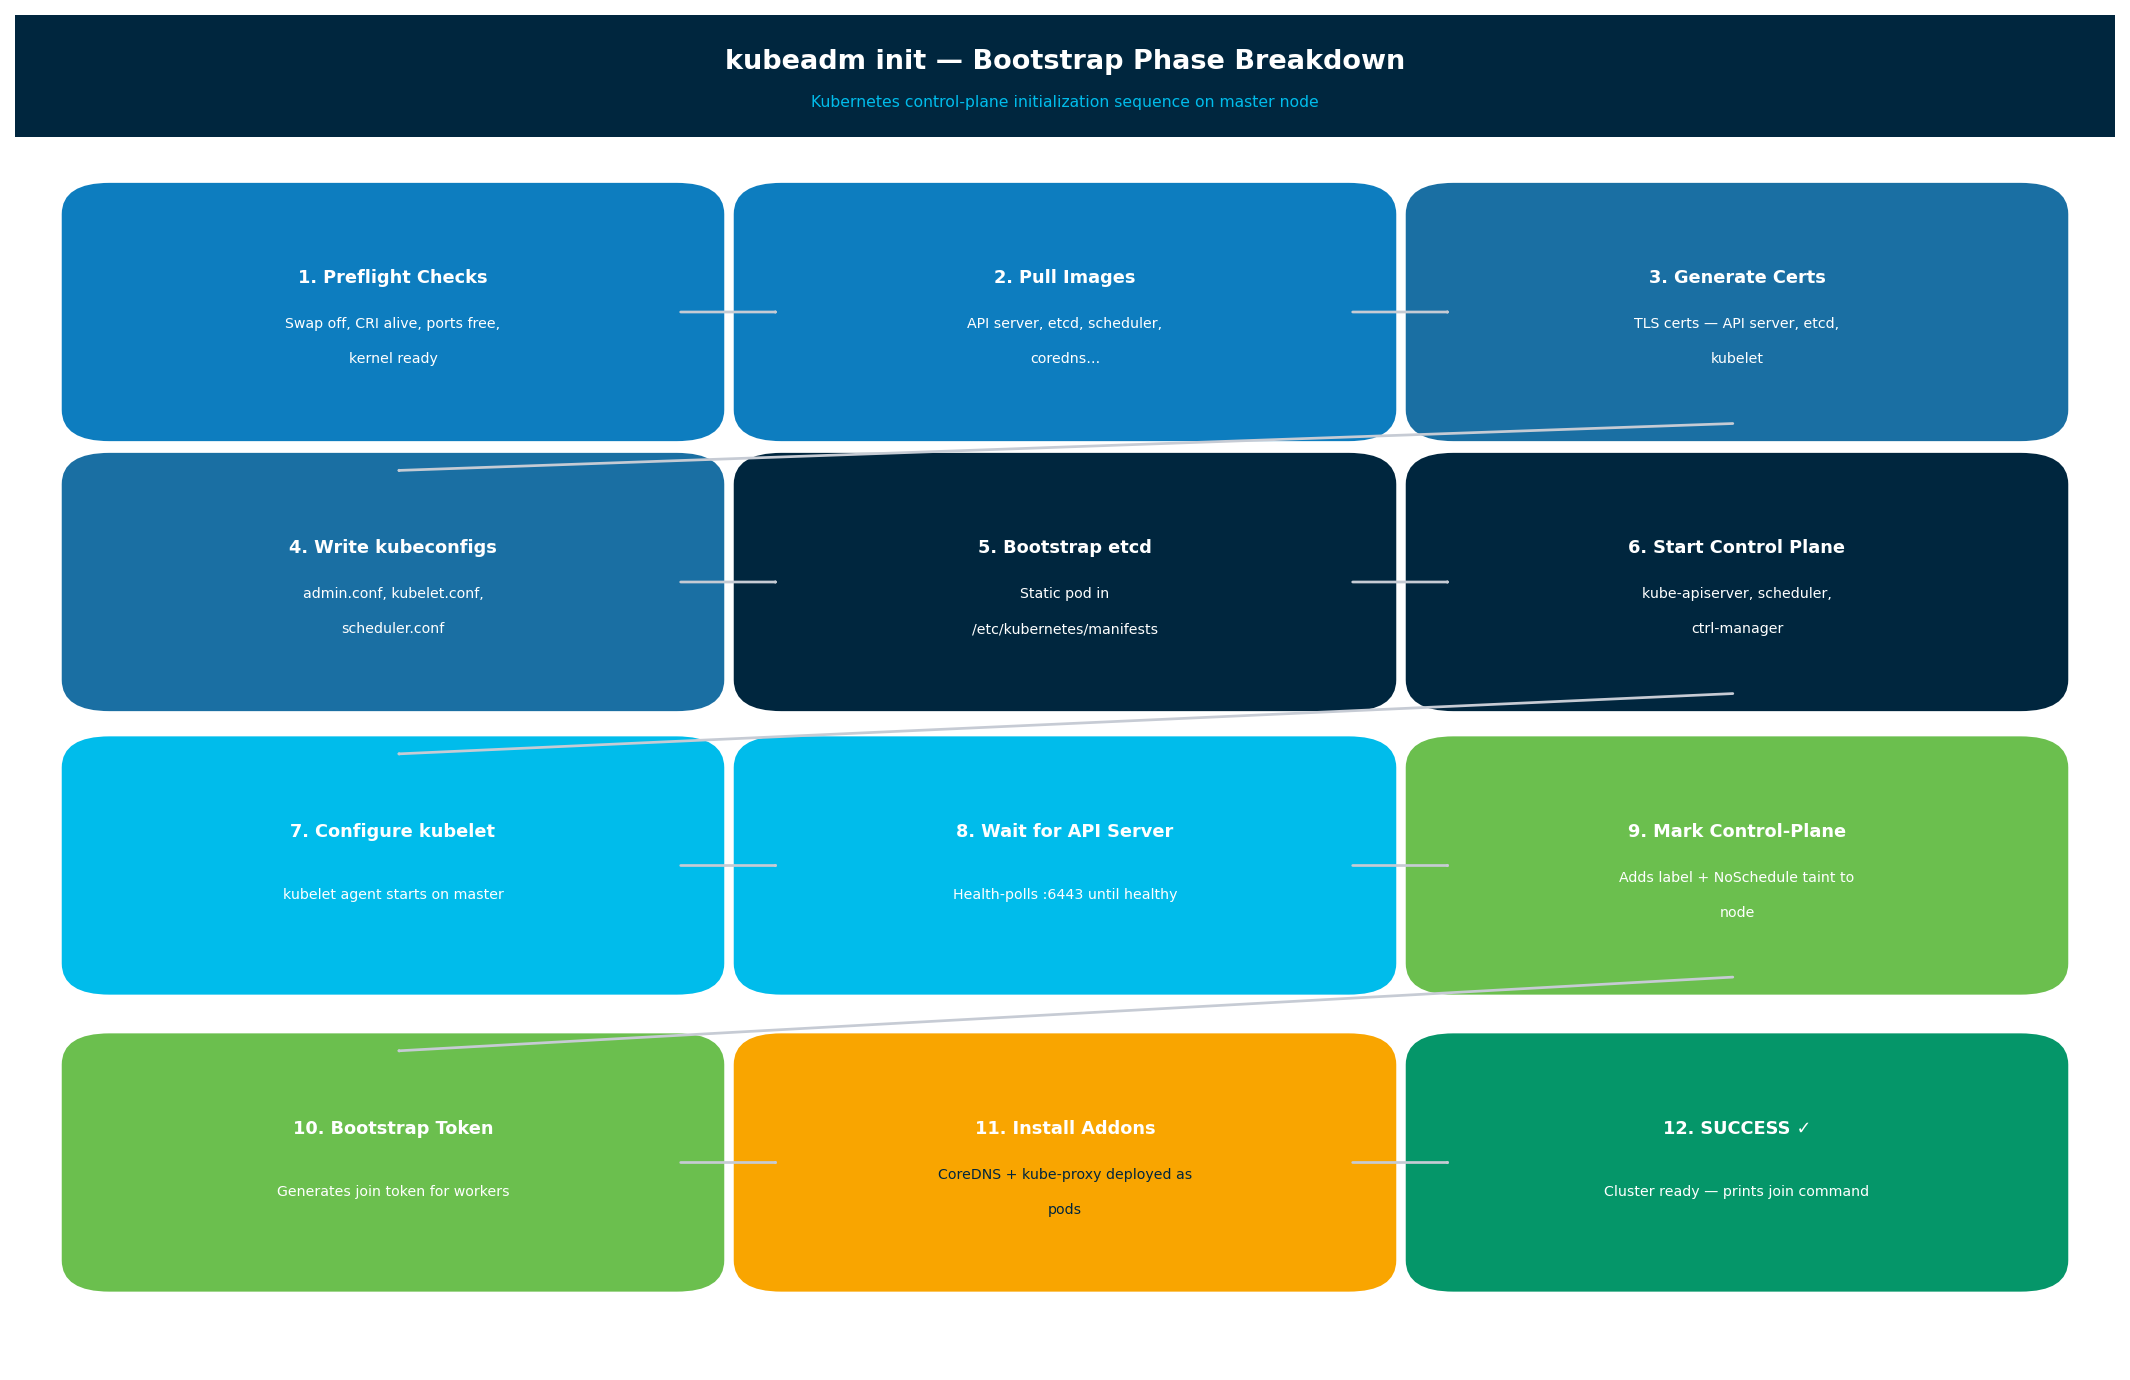 kubeadm init — Bootstrap Phase Breakdown
Kubernetes control-plane initialization sequence on master node
1. Preflight Checks
Swap off, CRI alive, ports free,
kernel ready
2. Pull Images
API server, etcd, scheduler,
coredns...
3. Generate Certs
TLS certs — API server, etcd,
kubelet
4. Write kubeconfigs
admin.conf, kubelet.conf,
scheduler.conf
5. Bootstrap etcd
Static pod in
/etc/kubernetes/manifests
6. Start Control Plane
kube-apiserver, scheduler,
ctrl-manager
7. Configure kubelet
kubelet agent starts on master
8. Wait for API Server
Health-polls :6443 until healthy
9. Mark Control-Plane
Adds label + NoSchedule taint to
node
10. Bootstrap Token
Generates join token for workers
11. Install Addons
CoreDNS + kube-proxy deployed as
pods
12. SUCCESS ✓
Cluster ready — prints join command